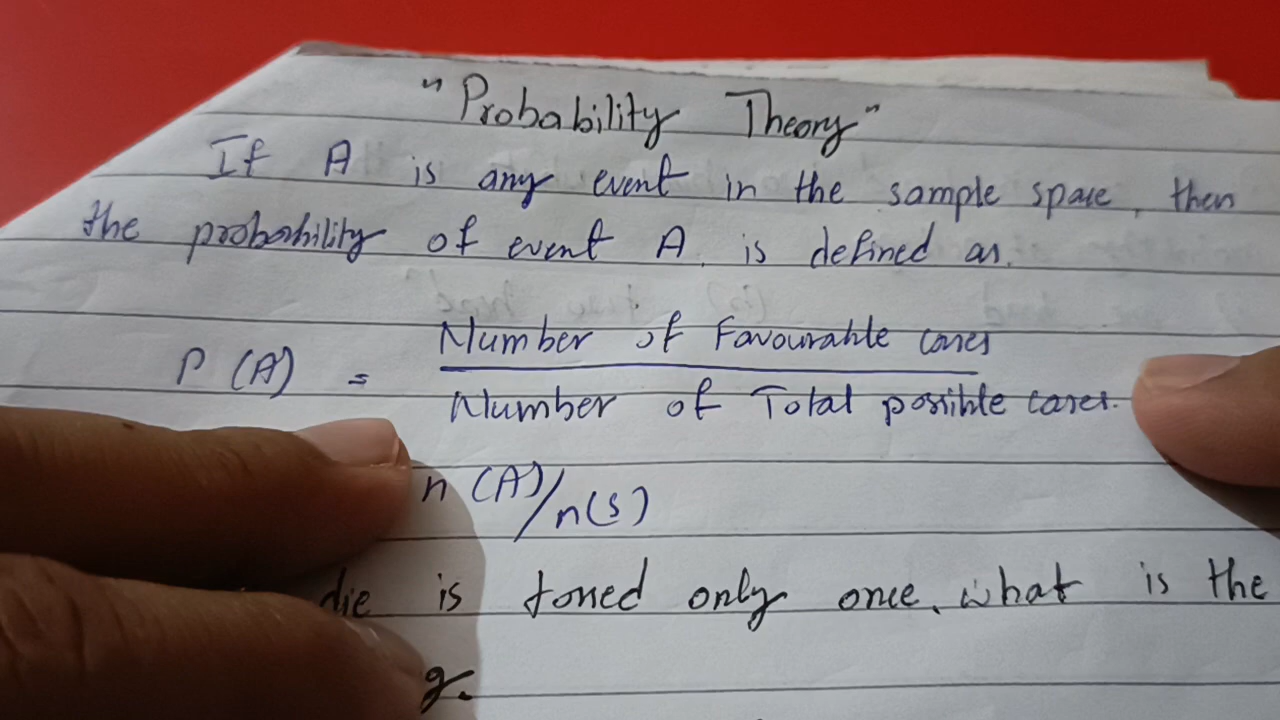 "Probability Theory"
If A is any event in the sample space, then
the probability of event A. is defined as.
P (A) = Number of Favourable cases
Number of Total possible cases.
n (A)/n(S)
die is tossed only once. what is the
g.